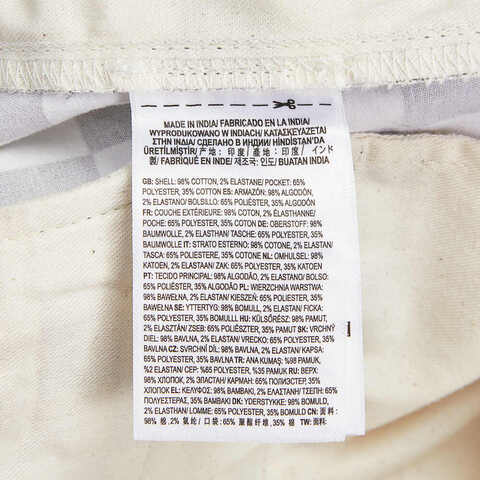 MADE IN INDIA/ FABRICADO EN LA INDIA/
WYPRODUKOWANO W INDIACH/ ΚΑΤΑΣΚΕΥΑΖΕΤΑΙ
ΣΤΗΝ ΙΝΔΙΑ/ СДЕЛАНО В ИНДИИ/ HİNDİSTAN'DA
ÜRETİLMİŞTİR/ 产地: 印度/ 產地: 印度/ インド
製/ FABRIQUÉ EN INDE/ 제조국: 인도/ BUATAN INDIA
GB: SHELL: 98% COTTON, 2% ELASTANE/ POCKET: 65%
POLYESTER, 35% COTTON ES: ARMAZÓN: 98% ALGODÓN,
2% ELASTANO/ BOLSILLO: 65% POLIÉSTER, 35% ALGODÓN
FR: COUCHE EXTÉRIEURE: 98% COTON, 2% ÉLASTHANNE/
POCHE: 65% POLYESTER, 35% COTON DE: OBERSTOFF: 98%
BAUMWOLLE, 2% ELASTHAN/ TASCHE: 65% POLYESTER, 35%
BAUMWOLLE IT: STRATO ESTERNO: 98% COTONE, 2% ELASTAN/
TASCA: 65% POLIESTERE, 35% COTONE NL: OMHULSEL: 98%
KATOEN, 2% ELASTAAN/ ZAK: 65% POLYESTER, 35% KATOEN
PT: TECIDO PRINCIPAL: 98% ALGODÃO, 2% ELASTANO/ BOLSO:
65% POLIÉSTER, 35% ALGODÃO PL: WIERZCHNIA WARSTWA:
98% BAWEŁNA, 2% ELASTAN/ KIESZEŃ: 65% POLIESTER, 35%
BAWEŁNA SE: YTTERTYG: 98% BOMULL, 2% ELASTAN/ FICKA:
65% POLYESTER, 35% BOMULL HU: KÜLSŐRÉSZ: 98% PAMUT,
2% ELASZTÁN/ ZSEB: 65% POLIÉSZTER, 35% PAMUT SK: VRCHNÝ
DIEL: 98% BAVLNA, 2% ELASTAN/ VRECKO: 65% POLYESTER, 35%
BAVLNA CZ: SVRCHNÍ DÍL: 98% BAVLNA, 2% ELASTAN/ KAPSA:
65% POLYESTER, 35% BAVLNA TR: ANA KUMAŞ: %98 PAMUK,
%2 ELASTAN/ CEP: %65 POLYESTER, %35 PAMUK RU: ВЕРХ:
98% ХЛОПОК, 2% ЭЛАСТАН/ КАРМАН: 65% ПОЛИЭСТЕР, 35%
ХЛОПОК EL: ΚΕΛΥΦΟΣ: 98% ΒΑΜΒΑΚΙ, 2% ΕΛΑΣΤΑΝΗ/ ΤΣΕΠΗ: 65%
ΠΟΛΥΕΣΤΕΡΑΣ, 35% ΒΑΜΒΑΚΙ DK: YDERSTYKKE: 98% BOMULD,
2% ELASTHAN/ LOMME: 65% POLYESTER, 35% BOMULD CN: 面料:
98% 棉, 2% 氨纶/ 口袋: 65% 聚酯纤维, 35% 棉 TW: 面料: